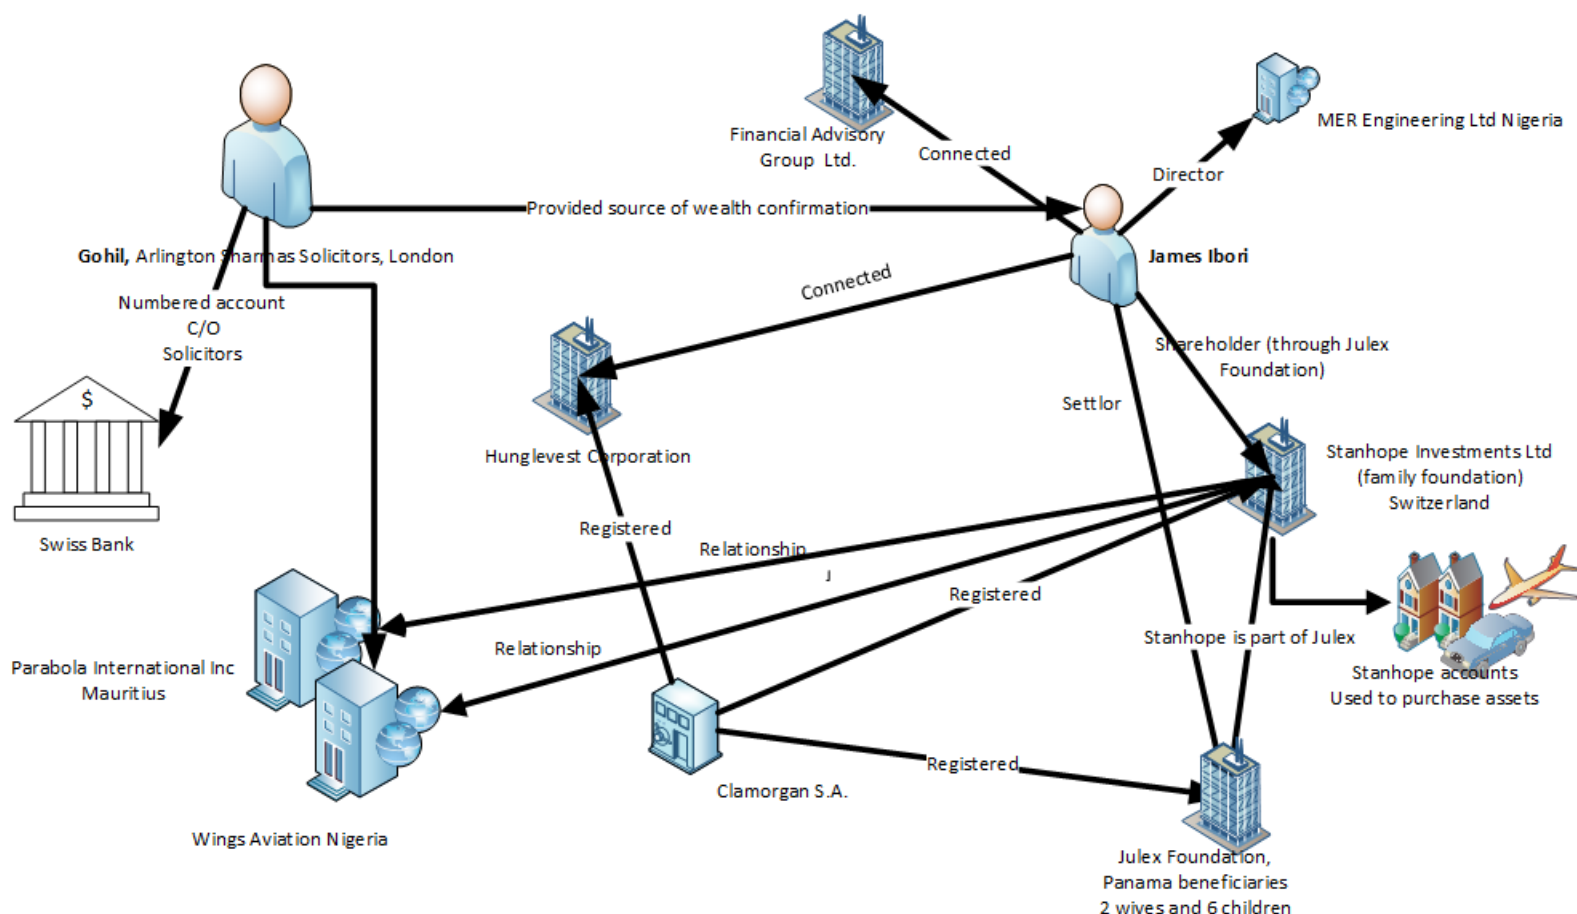 Financial Advisory
Group Ltd.
MER Engineering Ltd Nigeria
Connected
Director
Provided source of wealth confirmation
Gohil, Arlington Sharmas Solicitors, London
James Ibori
Connected
Numbered account
C/O
Solicitors
Shareholder (through Julex
Foundation)
$
Settlor
Hunglevest Corporation
Stanhope Investments Ltd
(family foundation)
Switzerland
Registered
Swiss Bank
Relationship
Registered
Relationship
Stanhope is part of Julex
Parabola International Inc
Mauritius
Stanhope accounts
Used to purchase assets
Registered
Clamorgan S.A.
Wings Aviation Nigeria
Julex Foundation,
Panama beneficiaries
2 wives and 6 children